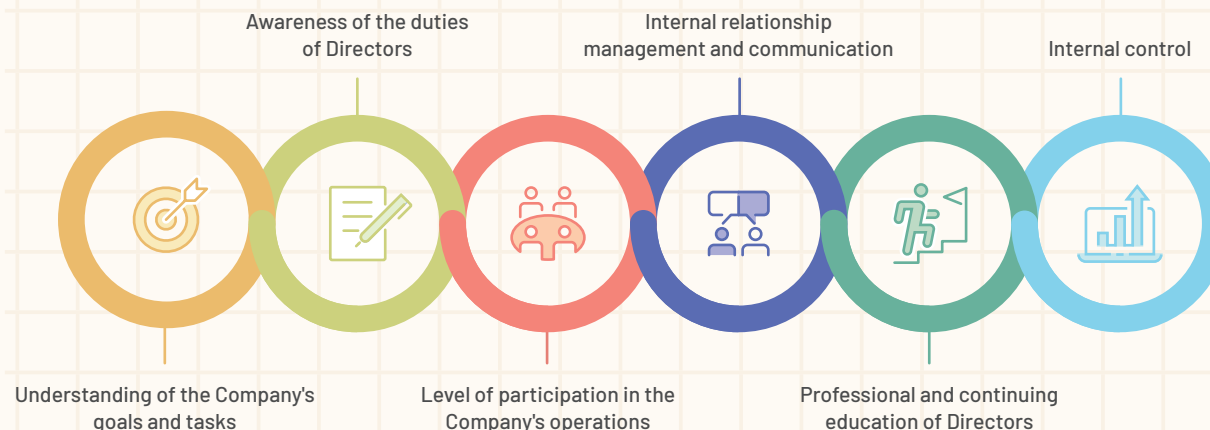 Awareness of the duties
of Directors
Internal relationship
management and communication
Internal control
Understanding of the Company's
goals and tasks
Level of participation in the
Company's operations
Professional and continuing
education of Directors